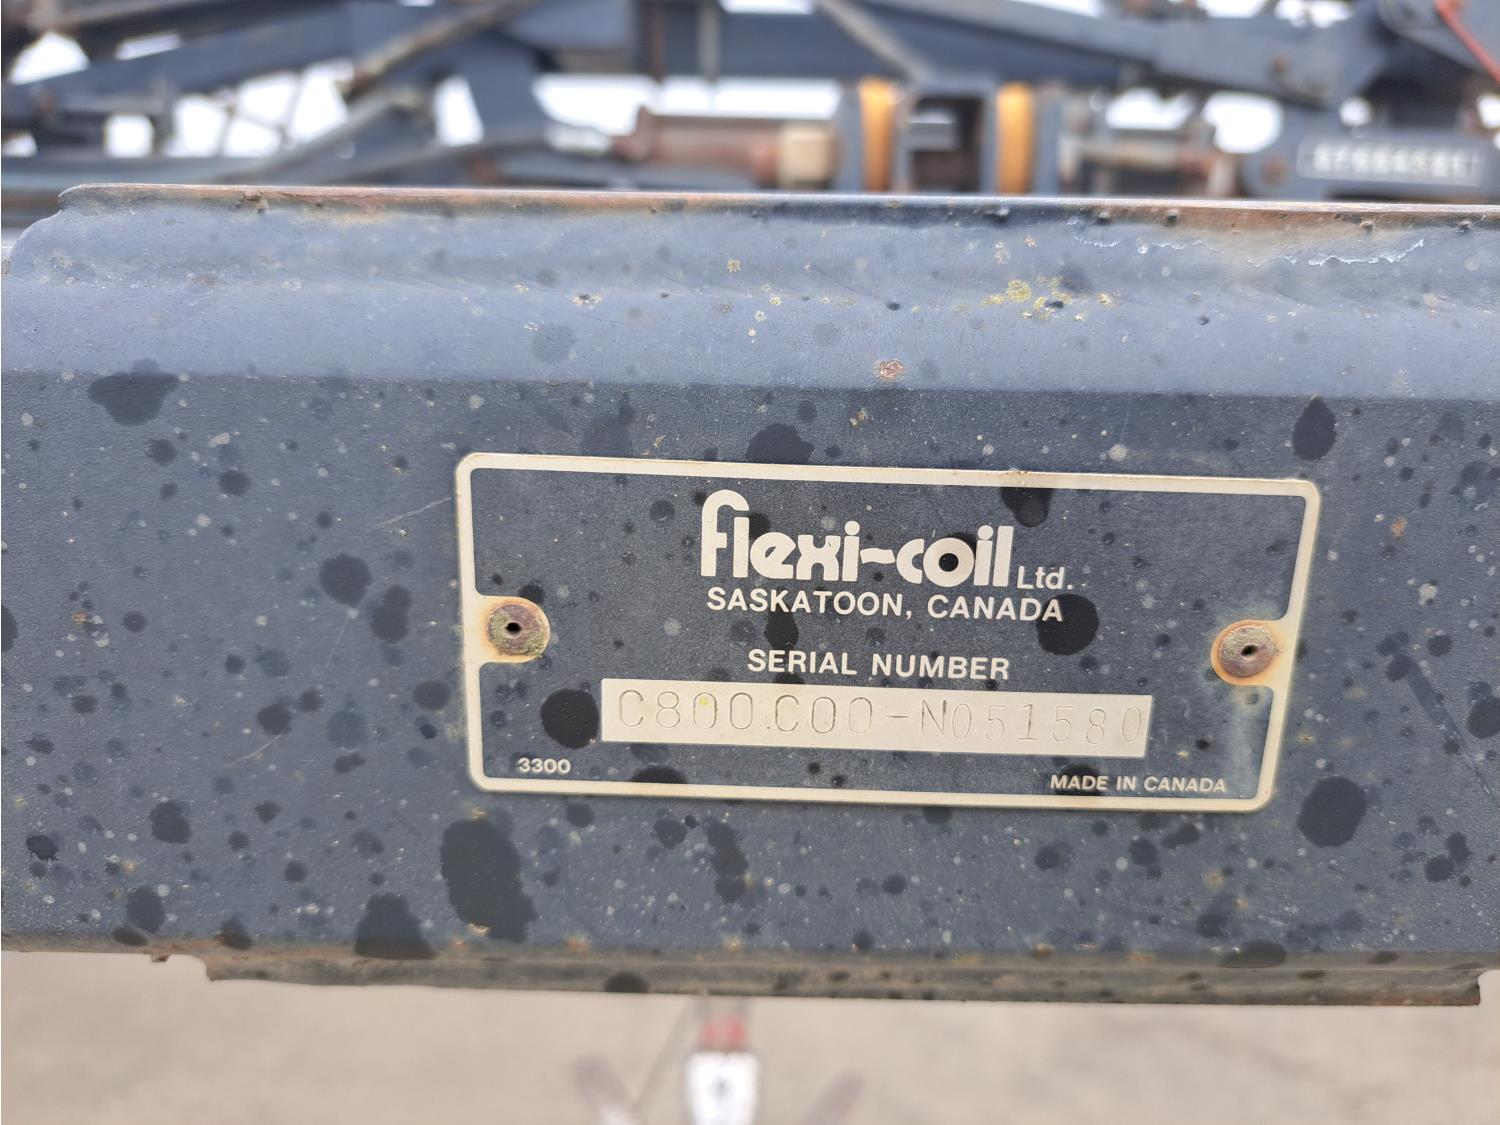 flexi-coil Ltd.
SASKATOON, CANADA
SERIAL NUMBER
C800C00-N051580
3300
MADE IN CANADA